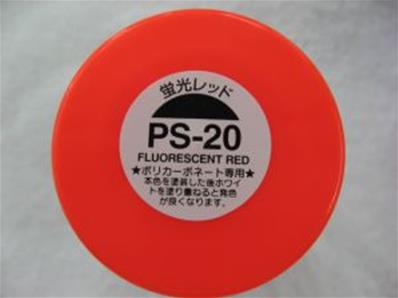 蛍光レッド
PS-20
FLUORESCENT RED
★ポリカーボネート専用★
本色を塗装した後ホワイ
トを塗り重ねると発色
が良くなります。